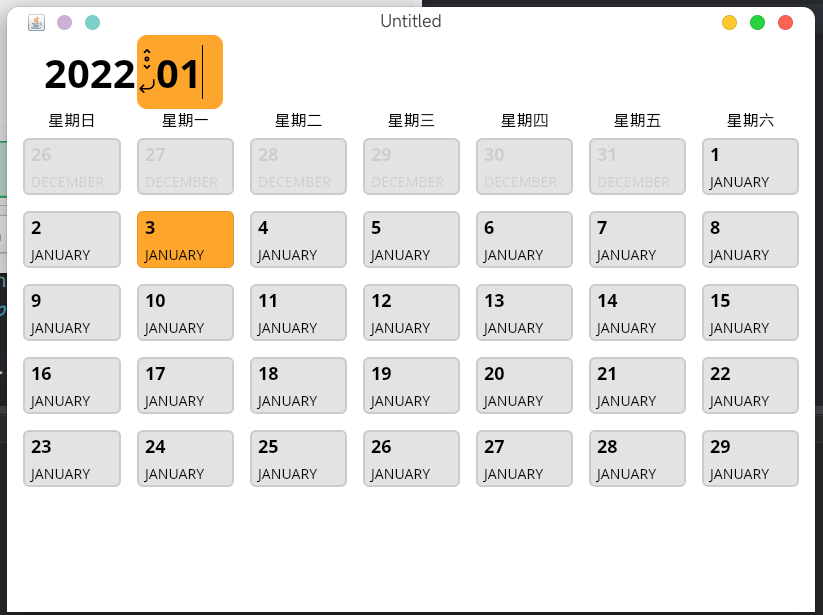 Untitled
2022 01
星期日 星期一 星期二 星期三 星期四 星期五 星期六
26 27 28 29 30 31 1
DECEMBER DECEMBER DECEMBER DECEMBER DECEMBER DECEMBER JANUARY
2 3 4 5 6 7 8
JANUARY JANUARY JANUARY JANUARY JANUARY JANUARY JANUARY
9 10 11 12 13 14 15
JANUARY JANUARY JANUARY JANUARY JANUARY JANUARY JANUARY
16 17 18 19 20 21 22
JANUARY JANUARY JANUARY JANUARY JANUARY JANUARY JANUARY
23 24 25 26 27 28 29
JANUARY JANUARY JANUARY JANUARY JANUARY JANUARY JANUARY